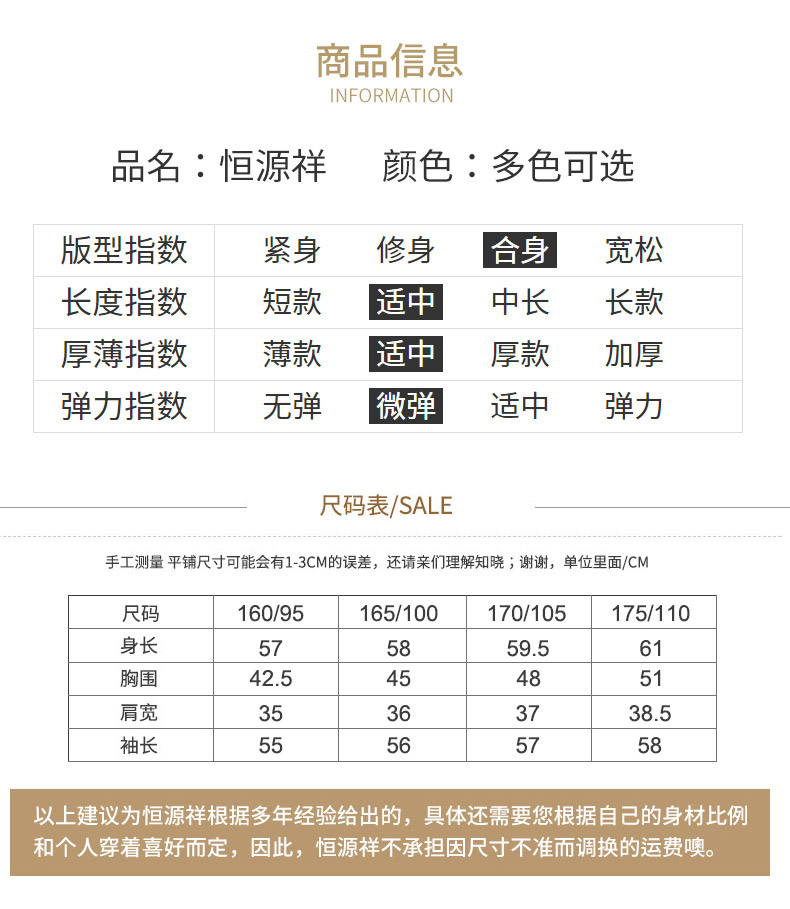 商品信息
INFORMATION
品名：恒源祥 颜色：多色可选
版型指数 紧身 修身 合身 宽松
长度指数 短款 适中 中长 长款
厚薄指数 薄款 适中 厚款 加厚
弹力指数 无弹 微弹 适中 弹力
尺码表/SALE
手工测量 平铺尺寸可能会有1-3CM的误差，还请亲们理解知晓；谢谢，单位里面/CM
尺码 160/95 165/100 170/105 175/110
身长 57 58 59.5 61
胸围 42.5 45 48 51
肩宽 35 36 37 38.5
袖长 55 56 57 58
以上建议为恒源祥根据多年经验给出的，具体还需要您根据自己的身材比例
和个人穿着喜好而定，因此，恒源祥不承担因尺寸不准而调换的运费噢。